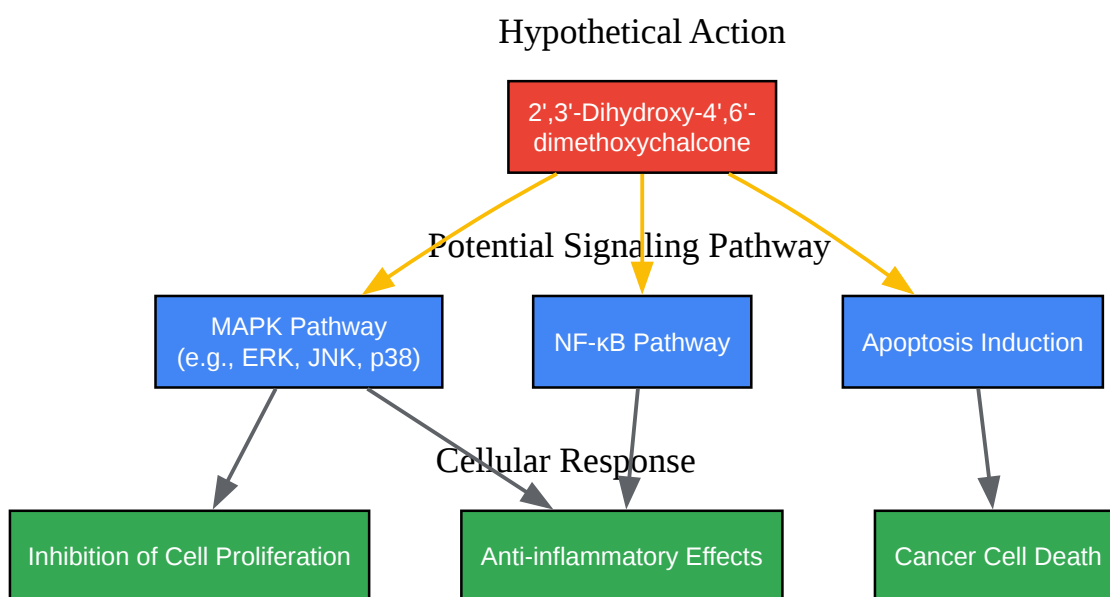 Hypothetical Action
2',3'-Dihydroxy-4',6'-
dimethoxychalcone
Potential Signaling Pathway
MAPK Pathway
(e.g., ERK, JNK, p38)
NF-κB Pathway
Apoptosis Induction
Cellular Response
Inhibition of Cell Proliferation
Anti-inflammatory Effects
Cancer Cell Death